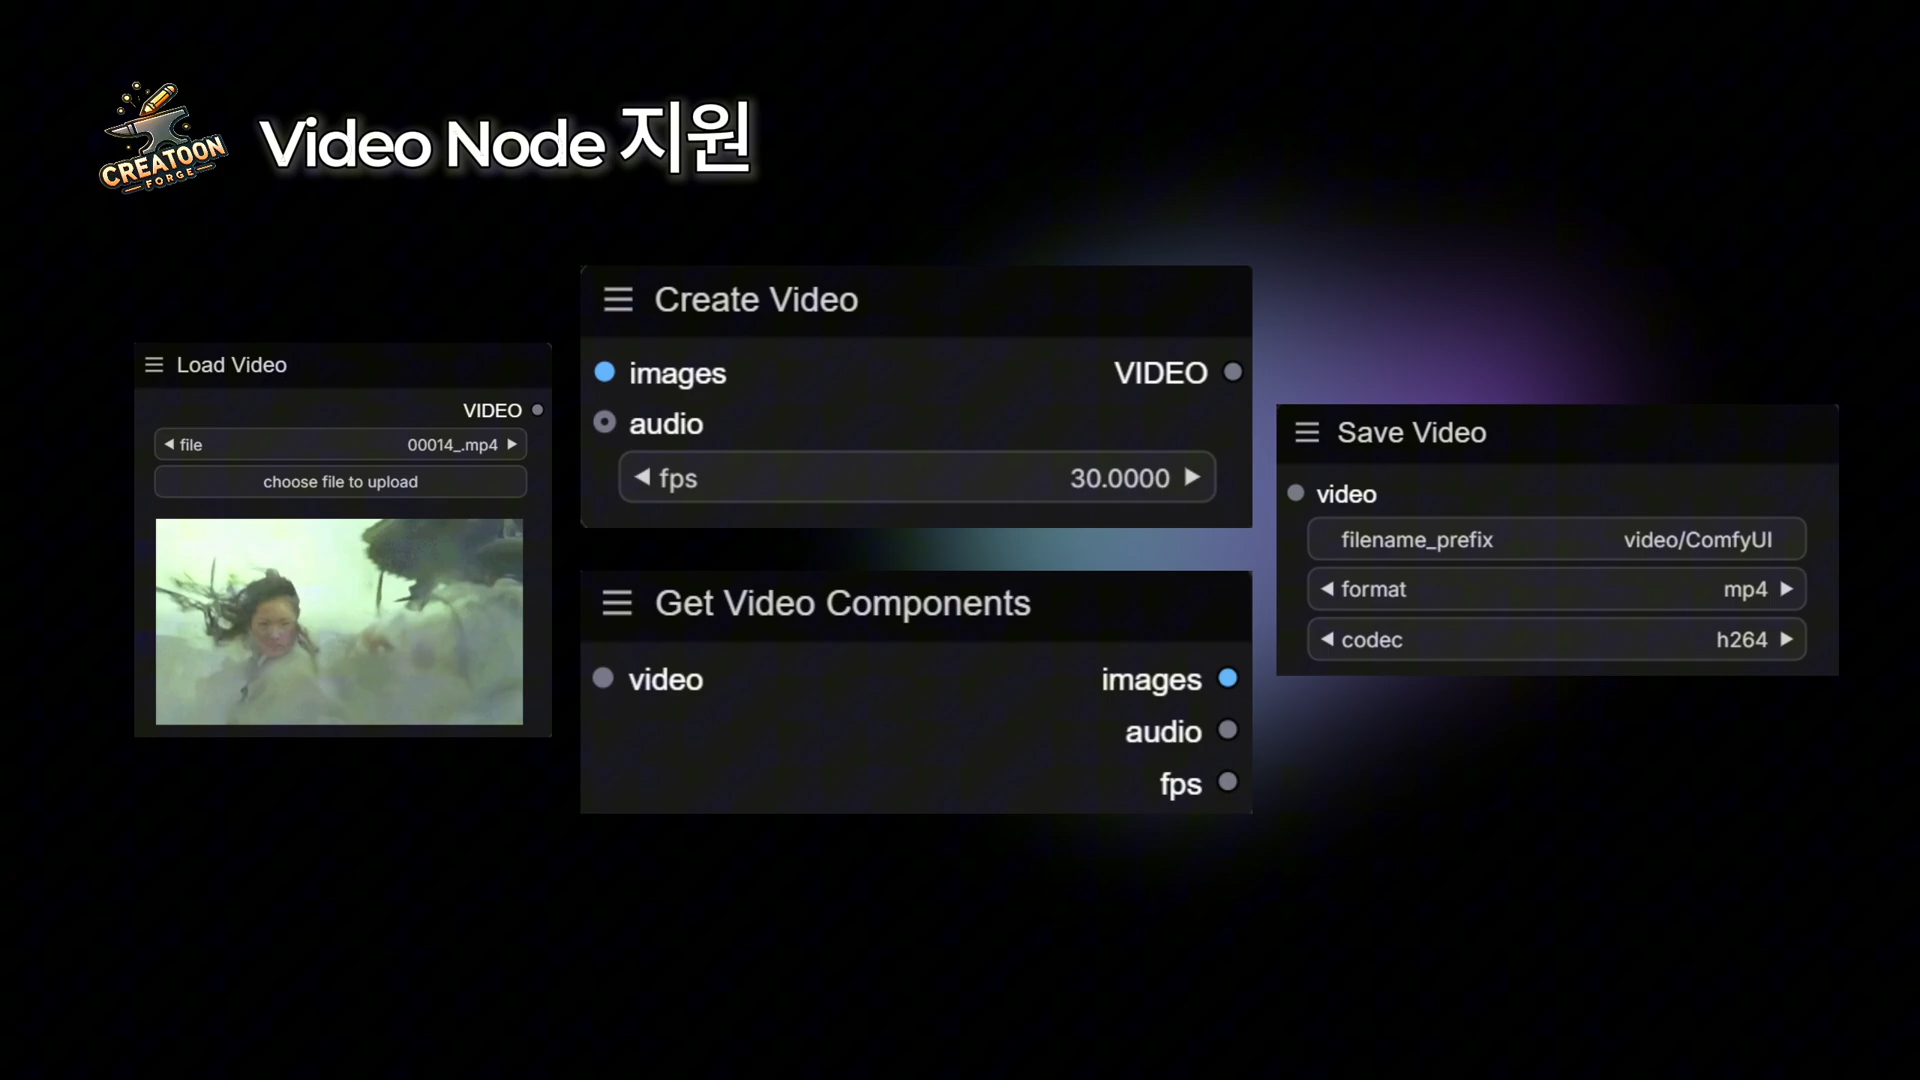 CREATOON
FORGE
Video Node 지원
Load Video
VIDEO
file 00014_.mp4
choose file to upload
Create Video
images VIDEO
audio
fps 30.0000
Get Video Components
video images
audio
fps
Save Video
video
filename_prefix video/ComfyUI
format mp4
codec h264